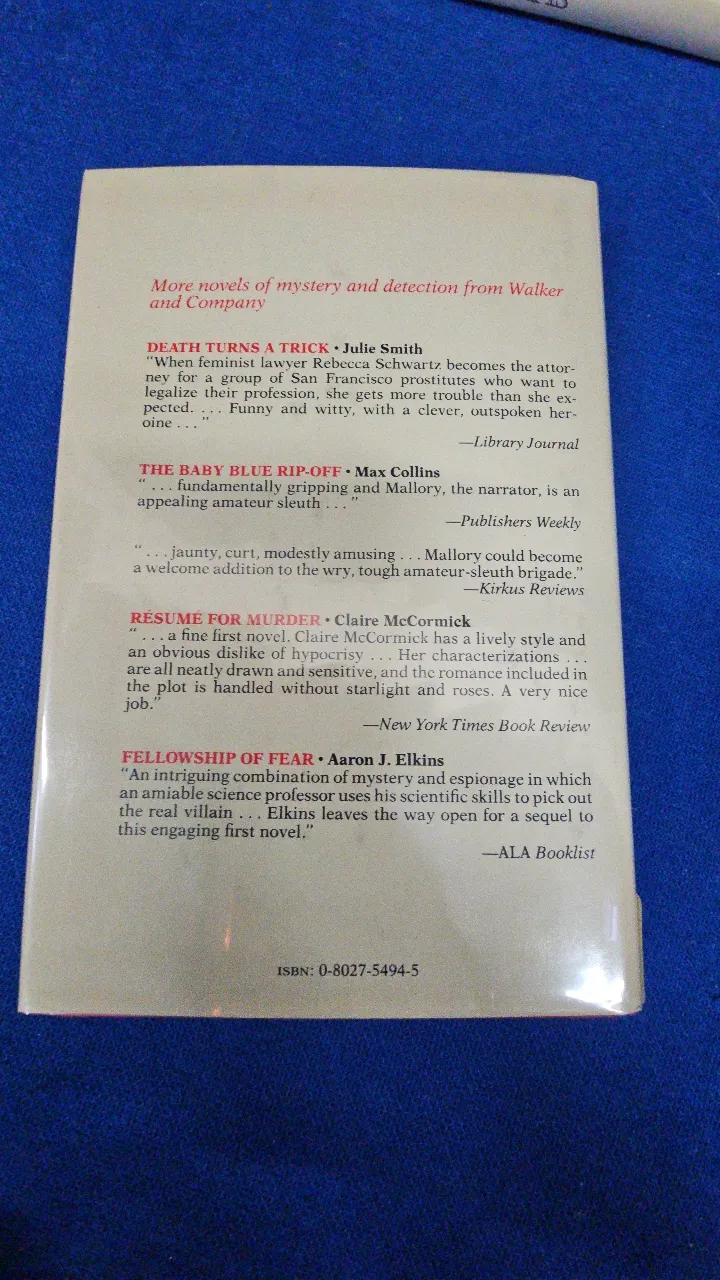 More novels of mystery and detection from Walker
and Company
DEATH TURNS A TRICK • Julie Smith
"When feminist lawyer Rebecca Schwartz becomes the attor-
ney for a group of San Francisco prostitutes who want to
legalize their profession, she gets more trouble than she ex-
pected. ... Funny and witty, with a clever, outspoken her-
oine ..."
—Library Journal
THE BABY BLUE RIP-OFF • Max Collins
" ... fundamentally gripping and Mallory, the narrator, is an
appealing amateur sleuth ..."
—Publishers Weekly
" ... jaunty, curt, modestly amusing ... Mallory could become
a welcome addition to the wry, tough amateur-sleuth brigade."
—Kirkus Reviews
RÉSUMÉ FOR MURDER • Claire McCormick
" ... a fine first novel. Claire McCormick has a lively style and
an obvious dislike of hypocrisy ... Her characterizations ...
are all neatly drawn and sensitive, and the romance included in
the plot is handled without starlight and roses. A very nice
job."
—New York Times Book Review
FELLOWSHIP OF FEAR • Aaron J. Elkins
"An intriguing combination of mystery and espionage in which
an amiable science professor uses his scientific skills to pick out
the real villain ... Elkins leaves the way open for a sequel to
this engaging first novel."
—ALA Booklist
ISBN: 0-8027-5494-5